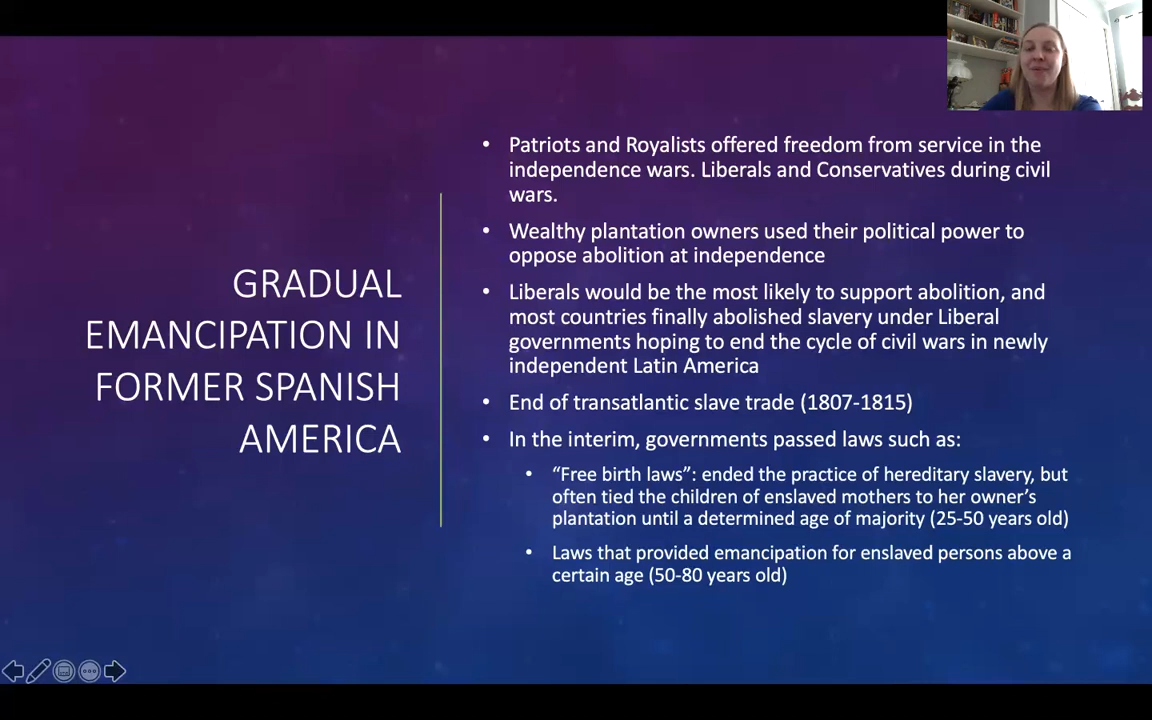 GRADUAL
EMANCIPATION IN
FORMER SPANISH
AMERICA
• Patriots and Royalists offered freedom from service in the
independence wars. Liberals and Conservatives during civil
wars.
• Wealthy plantation owners used their political power to
oppose abolition at independence
• Liberals would be the most likely to support abolition, and
most countries finally abolished slavery under Liberal
governments hoping to end the cycle of civil wars in newly
independent Latin America
• End of transatlantic slave trade (1807-1815)
• In the interim, governments passed laws such as:
• “Free birth laws”: ended the practice of hereditary slavery, but
often tied the children of enslaved mothers to her owner’s
plantation until a determined age of majority (25-50 years old)
• Laws that provided emancipation for enslaved persons above a
certain age (50-80 years old)